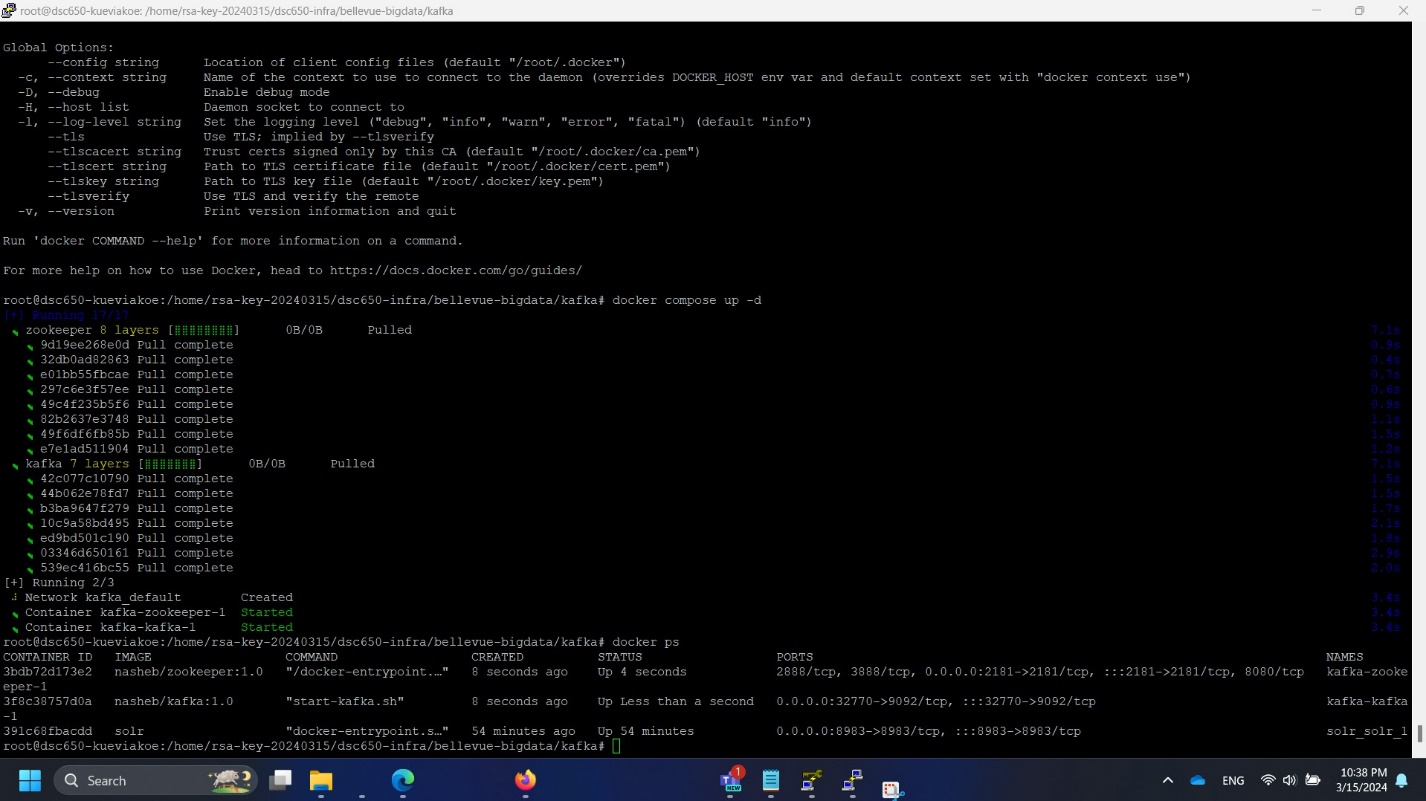 root@dsc650-kueviakoe: /home/rsa-key-20240315/dsc650-infra/bellevue-bigdata/kafka
Global Options:
--config string Location of client config files (default "/root/.docker")
-c, --context string Name of the context to use to connect to the daemon (overrides DOCKER_HOST env var and default context set with "docker context use")
-D, --debug Enable debug mode
-H, --host list Daemon socket to connect to
-l, --log-level string Set the logging level ("debug", "info", "warn", "error", "fatal") (default "info")
--tls Use TLS; implied by --tlsverify
--tlscacert string Trust certs signed only by this CA (default "/root/.docker/ca.pem")
--tlscert string Path to TLS certificate file (default "/root/.docker/cert.pem")
--tlskey string Path to TLS key file (default "/root/.docker/key.pem")
--tlsverify Use TLS and verify the remote
-v, --version Print version information and quit
Run 'docker COMMAND --help' for more information on a command.
For more help on how to use Docker, head to https://docs.docker.com/go/guides/
root@dsc650-kueviakoe:/home/rsa-key-20240315/dsc650-infra/bellevue-bigdata/kafka# docker compose up -d
[+] Running 17/17
zookeeper 8 layers [⣿⣿⣿⣿⣿⣿⣿⣿] 0B/0B Pulled 7.1s
9d19ee268e0d Pull complete 0.9s
32db0ad82863 Pull complete 0.4s
e01bb55fbcae Pull complete 0.7s
297c6e3f57ee Pull complete 0.6s
49c4f235b5f6 Pull complete 0.9s
82b2637e3748 Pull complete 1.1s
49f6df6fb85b Pull complete 1.5s
e7e1ad511904 Pull complete 1.2s
kafka 7 layers [⣿⣿⣿⣿⣿⣿⣿] 0B/0B Pulled 7.1s
42c077c10790 Pull complete 1.5s
44b062e78fd7 Pull complete 1.5s
b3ba9647f279 Pull complete 1.7s
10c9a58bd495 Pull complete 2.1s
ed9bd501c190 Pull complete 1.8s
03346d650161 Pull complete 2.9s
539ec416bc55 Pull complete 2.0s
[+] Running 2/3
Network kafka_default Created 3.4s
Container kafka-zookeeper-1 Started 3.4s
Container kafka-kafka-1 Started 3.4s
root@dsc650-kueviakoe:/home/rsa-key-20240315/dsc650-infra/bellevue-bigdata/kafka# docker ps
CONTAINER ID IMAGE COMMAND CREATED STATUS PORTS NAMES
3bdb72d173e2 nasheb/zookeeper:1.0 "/docker-entrypoint.…" 8 seconds ago Up 4 seconds 2888/tcp, 3888/tcp, 0.0.0.0:2181->2181/tcp, :::2181->2181/tcp, 8080/tcp kafka-zooke
eper-1
3f8c38757d0a nasheb/kafka:1.0 "start-kafka.sh" 8 seconds ago Up Less than a second 0.0.0.0:32770->9092/tcp, :::32770->9092/tcp kafka-kafka
-1
391c68fbacdd solr "docker-entrypoint.s…" 54 minutes ago Up 54 minutes 0.0.0.0:8983->8983/tcp, :::8983->8983/tcp solr_solr_1
root@dsc650-kueviakoe:/home/rsa-key-20240315/dsc650-infra/bellevue-bigdata/kafka#
Search
1
NEW
ENG
10:38 PM
3/15/2024